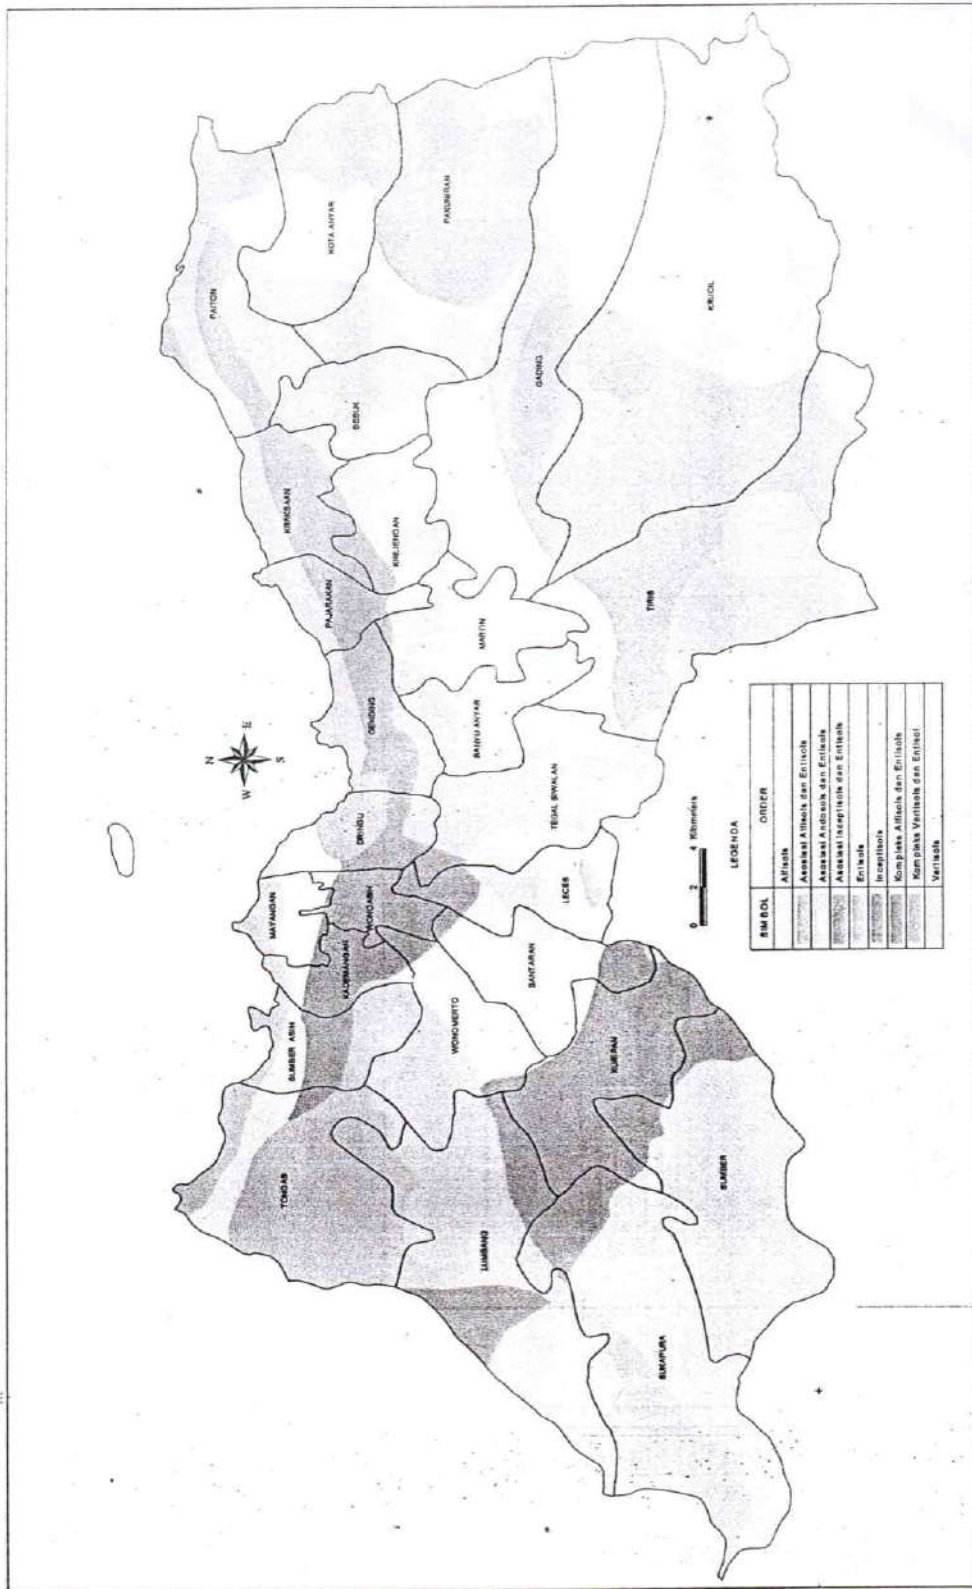 N
W
E
S
PAITON
KOTA ANYAR
PAKUNIRAN
BESUK
KRAKSAAN
KREJENGAN
PAJARAKAN
GENDING
MARON
BANYU ANYAR
GADING
KRUCIL
TIRIS
DRINGU
TEGAL SIWALAN
MAYANGAN
WONOASIH
KADEMANGAN
LECES
BANTARAN
SUMBER ASIH
WONOMERTO
KURIPAN
TONGAS
LUMBANG
SUMBER
SUKAPURA
0 2 4 Kilometers
LEGENDA
SIMBOL ORDER
Alfisols
Asosiasi Alfisols dan Entisols
Asosiasi Andosols dan Entisols
Asosiasi Inceptisols dan Entisols
Entisols
Inceptisols
Kompleks Alfisols dan Entisols
Kompleks Vertisols dan Entisol
Vertisols